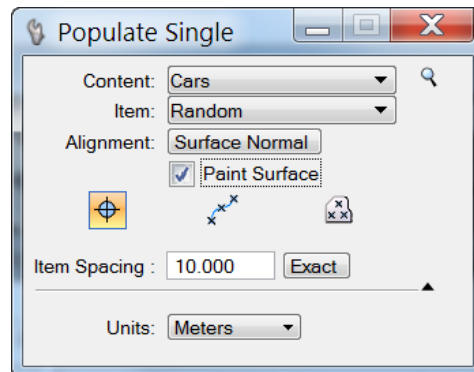 Populate Single
Content: Cars
Item: Random
Alignment: Surface Normal
Paint Surface
Item Spacing : 10.000 Exact
Units: Meters